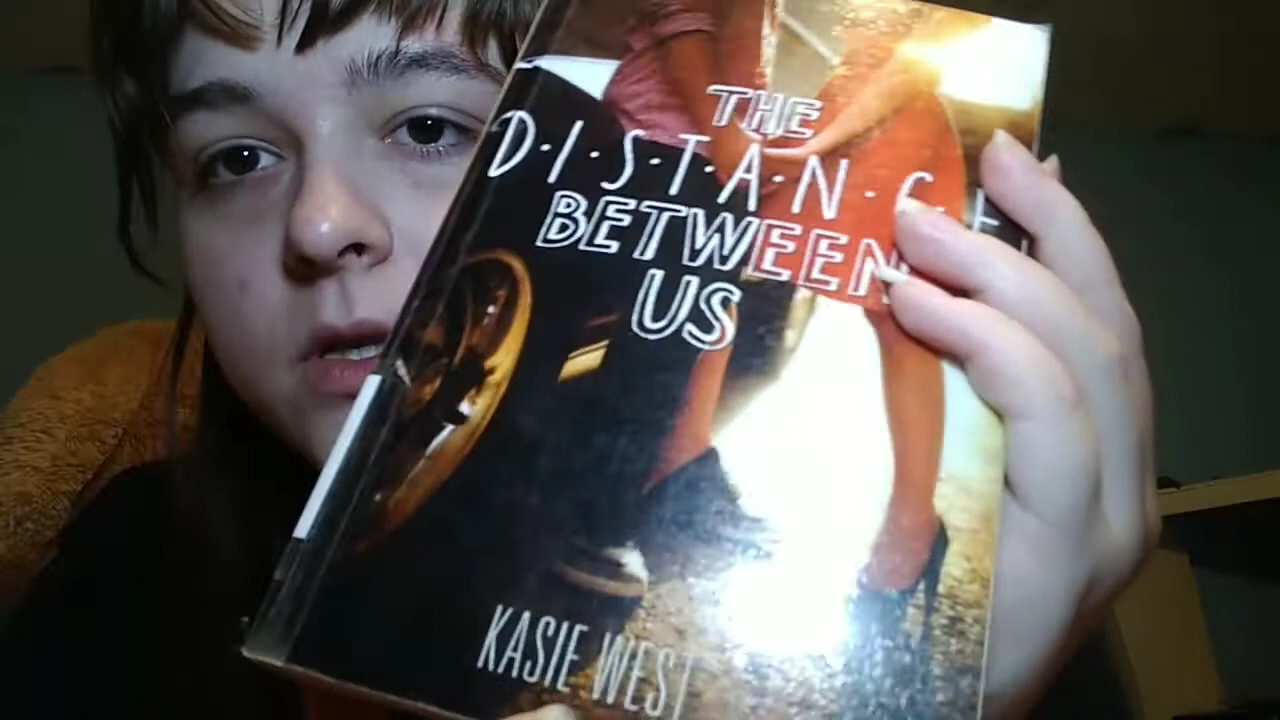 THE
D·I·S·T·A·N·C·E
BETWEEN
US
KASIE WEST